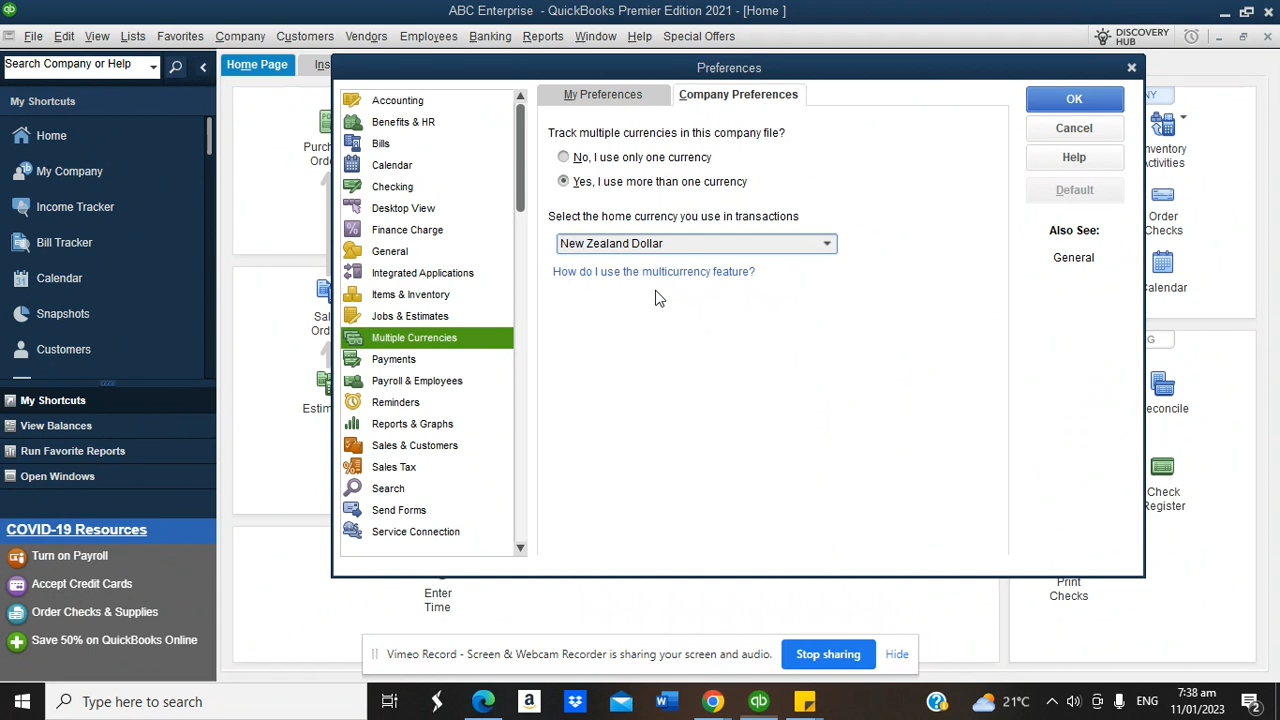 ABC Enterprise - QuickBooks Premier Edition 2021 - [Home ]
File Edit View Lists Favorites Company Customers Vendors Employees Banking Reports Window Help Special Offers
DISCOVERY
HUB
Search Company or Help
Home Page
Ins
My Shortcuts
Home
My Company
Income Tracker
Bill Tracker
Calendar
Snapshots
Customers
My Shortcuts
View Balances
Run Favorite Reports
Open Windows
COVID-19 Resources
Turn on Payroll
Accept Credit Cards
Order Checks & Supplies
Save 50% on QuickBooks Online
Purch
Order
Sal
Ord
Estim
Enter
Time
Preferences
Accounting
Benefits & HR
Bills
Calendar
Checking
Desktop View
Finance Charge
General
Integrated Applications
Items & Inventory
Jobs & Estimates
Multiple Currencies
Payments
Payroll & Employees
Reminders
Reports & Graphs
Sales & Customers
Sales Tax
Search
Send Forms
Service Connection
My Preferences
Company Preferences
Track multiple currencies in this company file?
No, I use only one currency
Yes, I use more than one currency
Select the home currency you use in transactions
New Zealand Dollar
How do I use the multicurrency feature?
OK
Cancel
Help
Default
Also See:
General
NY
Inventory
Activities
Order
Checks
Calendar
G
econcile
Check
Register
Print
Checks
Vimeo Record - Screen & Webcam Recorder is sharing your screen and audio.
Stop sharing
Hide
Type here to search
21°C
ENG
7:38 am
11/01/2023
2